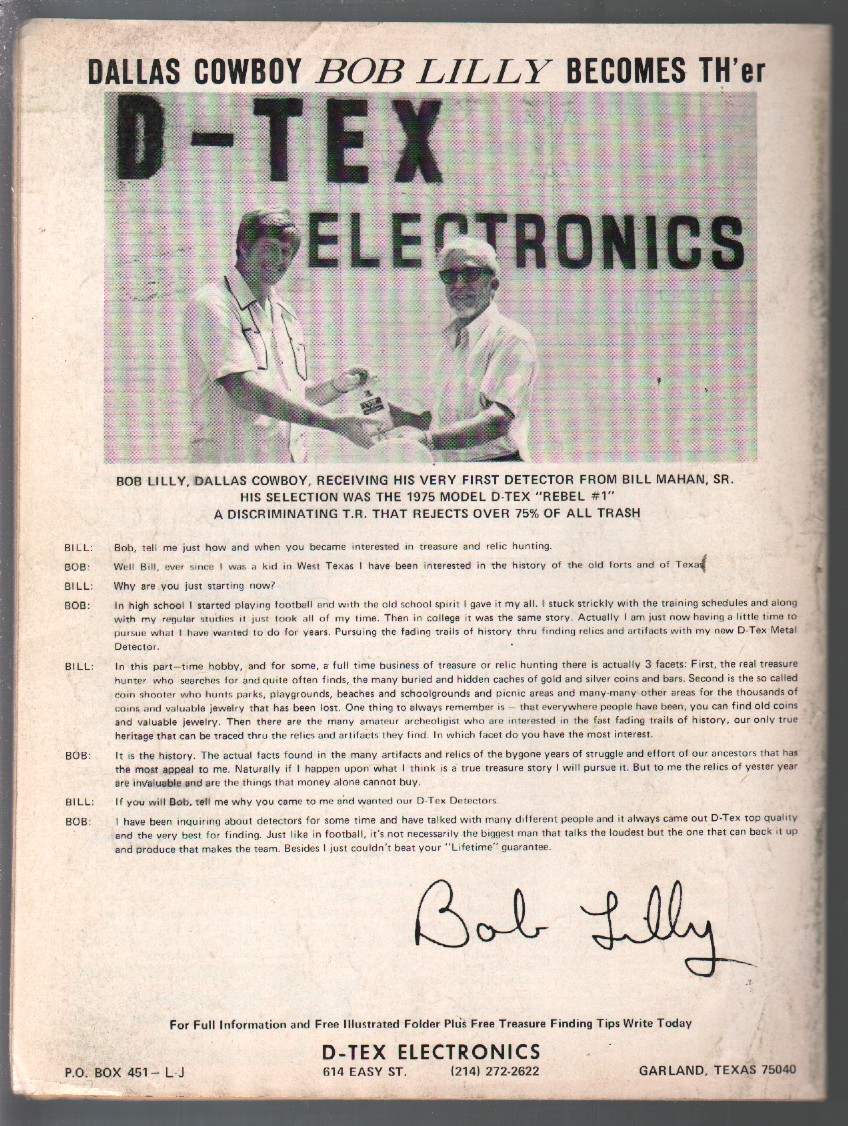 DALLAS COWBOY BOB LILLY BECOMES TH'er
D-TEX
ELECTRONICS
BOB LILLY, DALLAS COWBOY, RECEIVING HIS VERY FIRST DETECTOR FROM BILL MAHAN, SR.
HIS SELECTION WAS THE 1975 MODEL D-TEX "REBEL #1"
A DISCRIMINATING T.R. THAT REJECTS OVER 75% OF ALL TRASH
BILL: Bob, tell me just how and when you became interested in treasure and relic hunting.
BOB: Well Bill, ever since I was a kid in West Texas I have been interested in the history of the old forts and of Texas
BILL: Why are you just starting now?
BOB: In high school I started playing football and with the old school spirit I gave it my all. I stuck strictly with the training schedules and along
with my regular studies it just took all of my time. Then in college it was the same story. Actually I am just now having a little time to
pursue what I have wanted to do for years. Pursuing the fading trails of history thru finding relics and artifacts with my new D-Tex Metal
Detector.
BILL: In this part-time hobby, and for some, a full time business of treasure or relic hunting there is actually 3 facets: First, the real treasure
hunter who searches for and quite often finds, the many buried and hidden caches of gold and silver coins and bars. Second is the so called
coin shooter who hunts parks, playgrounds, beaches and schoolgrounds and picnic areas and many-many other areas for the thousands of
coins and valuable jewelry that has been lost. One thing to always remember is – that everywhere people have been, you can find old coins
and valuable jewelry. Then there are the many amateur archeoligist who are interested in the fast fading trails of history, our only true
heritage that can be traced thru the relics and artifacts they find. In which facet do you have the most interest.
BOB: It is the history. The actual facts found in the many artifacts and relics of the bygone years of struggle and effort of our ancestors that has
the most appeal to me. Naturally if I happen upon what I think is a true treasure story I will pursue it. But to me the relics of yester year
are invaluable and are the things that money alone cannot buy.
BILL: If you will Bob, tell me why you came to me and wanted our D-Tex Detectors
BOB: I have been inquiring about detectors for some time and have talked with many different people and it always came out D-Tex top quality
and the very best for finding. Just like in football, it's not necessarily the biggest man that talks the loudest but the one that can back it up
and produce that makes the team. Besides I just couldn't beat your "Lifetime" guarantee.
Bob Lilly
For Full Information and Free Illustrated Folder Plus Free Treasure Finding Tips Write Today
D-TEX ELECTRONICS
P.O. BOX 451 – L-J 614 EASY ST. (214) 272-2622 GARLAND, TEXAS 75040